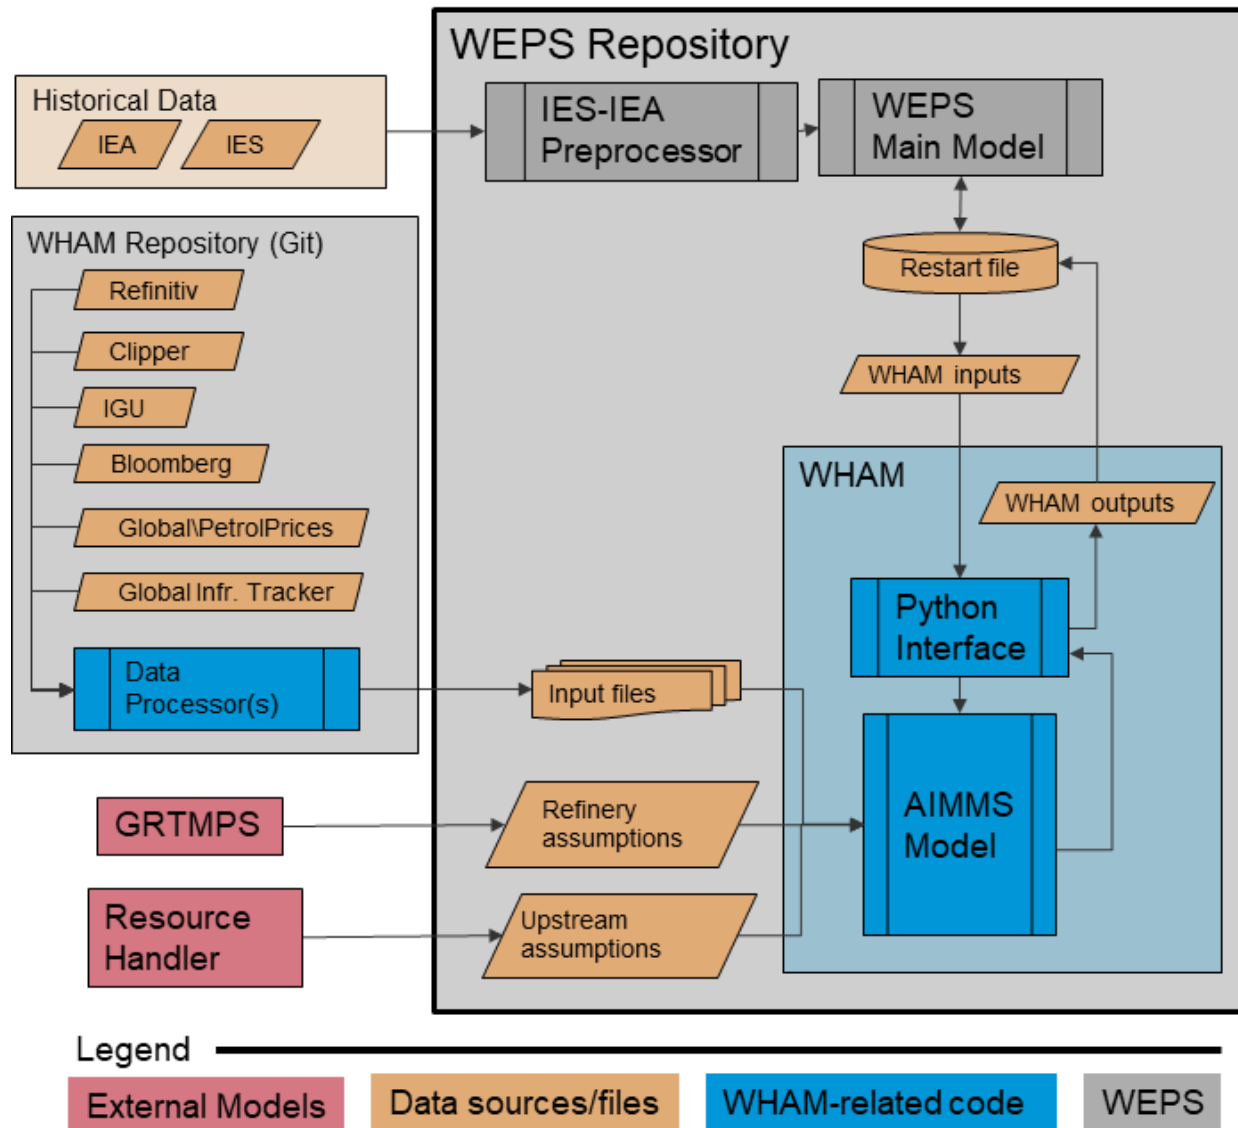 WEPS Repository
Historical Data
IEA
IES
IES-IEA
Preprocessor
WEPS
Main Model
WHAM Repository (Git)
Refinitiv
Clipper
IGU
Bloomberg
Global\PetrolPrices
Global Infr. Tracker
Data
Processor(s)
Restart file
WHAM inputs
WHAM
WHAM outputs
Python
Interface
Input files
AIMMS
Model
GRTMPS
Refinery
assumptions
Resource
Handler
Upstream
assumptions
Legend
External Models
Data sources/files
WHAM-related code
WEPS